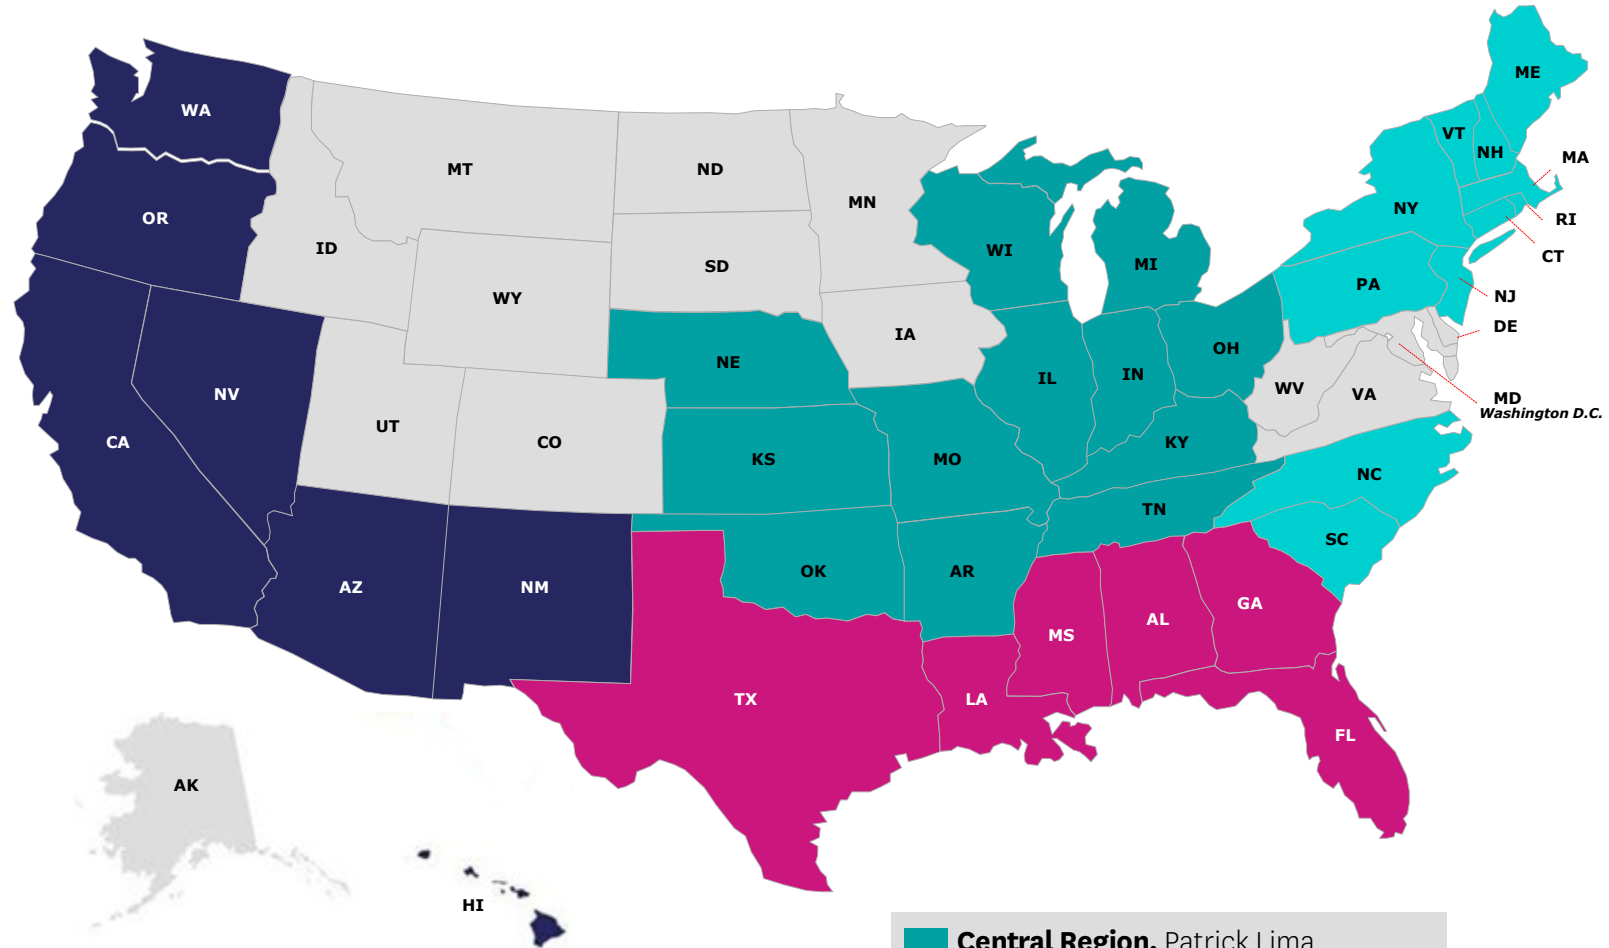 ME
WA
VT
NH
MA
MT
ND
MN
NY
OR
RI
ID
WI
CT
SD
MI
PA
WY
NJ
DE
IA
OH
NE
IL
IN
WV
VA
NV
MD
Washington D.C.
UT
CO
CA
KY
KS
MO
NC
TN
SC
AZ
NM
OK
AR
GA
AL
MS
TX
LA
FL
AK
HI
Central Region, Patrick Lima